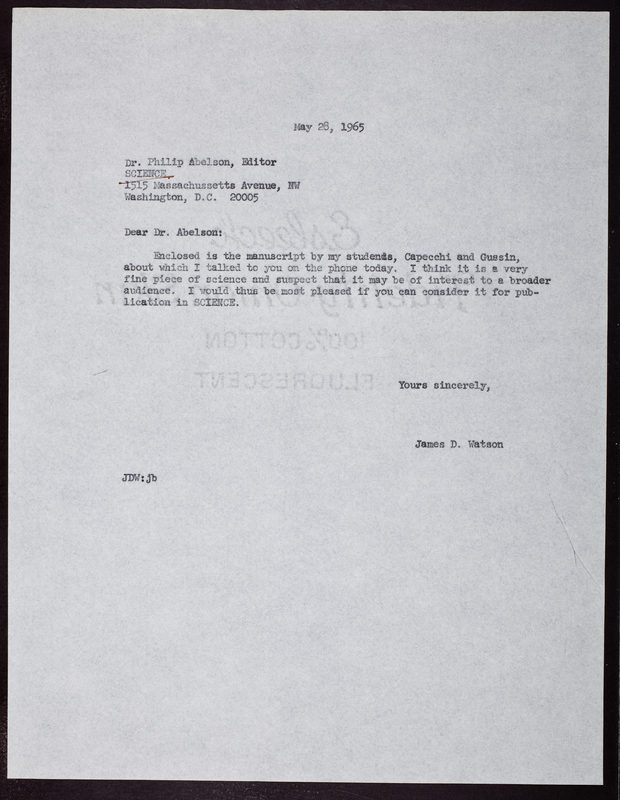 May 28, 1965
Dr. Philip Abelson, Editor
SCIENCE
1515 Massachussetts Avenue, NW
Washington, D.C. 20005
Dear Dr. Abelson:
Enclosed is the manuscript by my students, Capecchi and Gussin,
about which I talked to you on the phone today. I think it is a very
fine piece of science and suspect that it may be of interest to a broader
audience. I would thus be most pleased if you can consider it for pub-
lication in SCIENCE.
Esleeck
100% COTTON
FLUORESCENT
Yours sincerely,
James D. Watson
JDW:jb